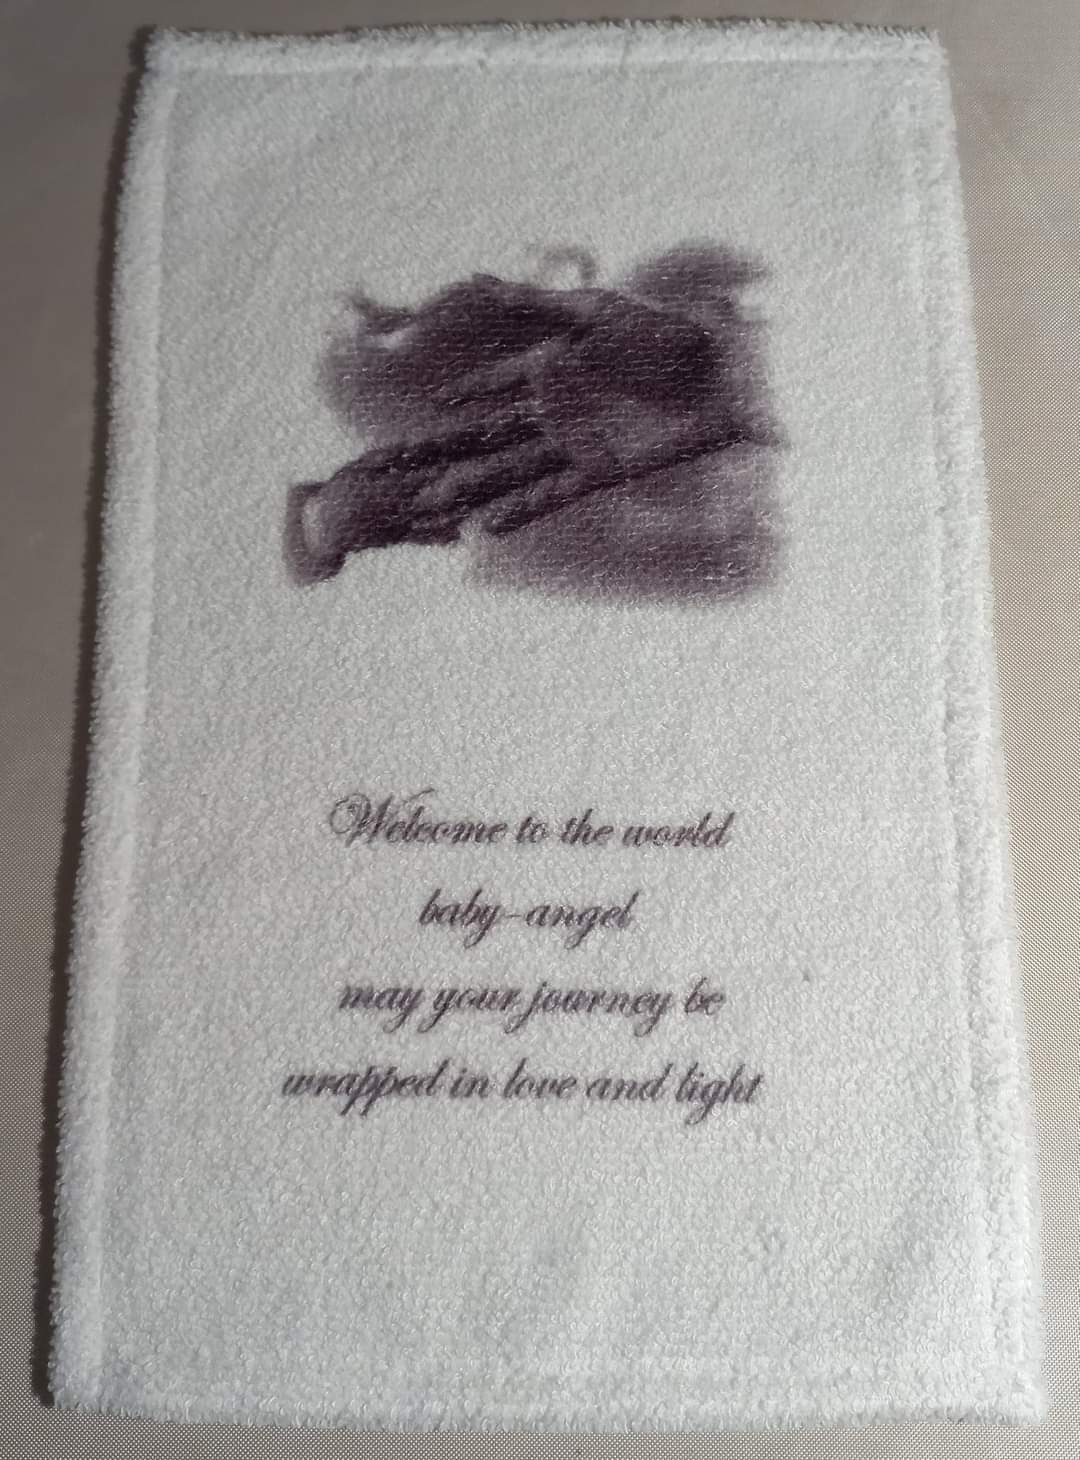 Welcome to the world
baby-angel
may your journey be
wrapped in love and light